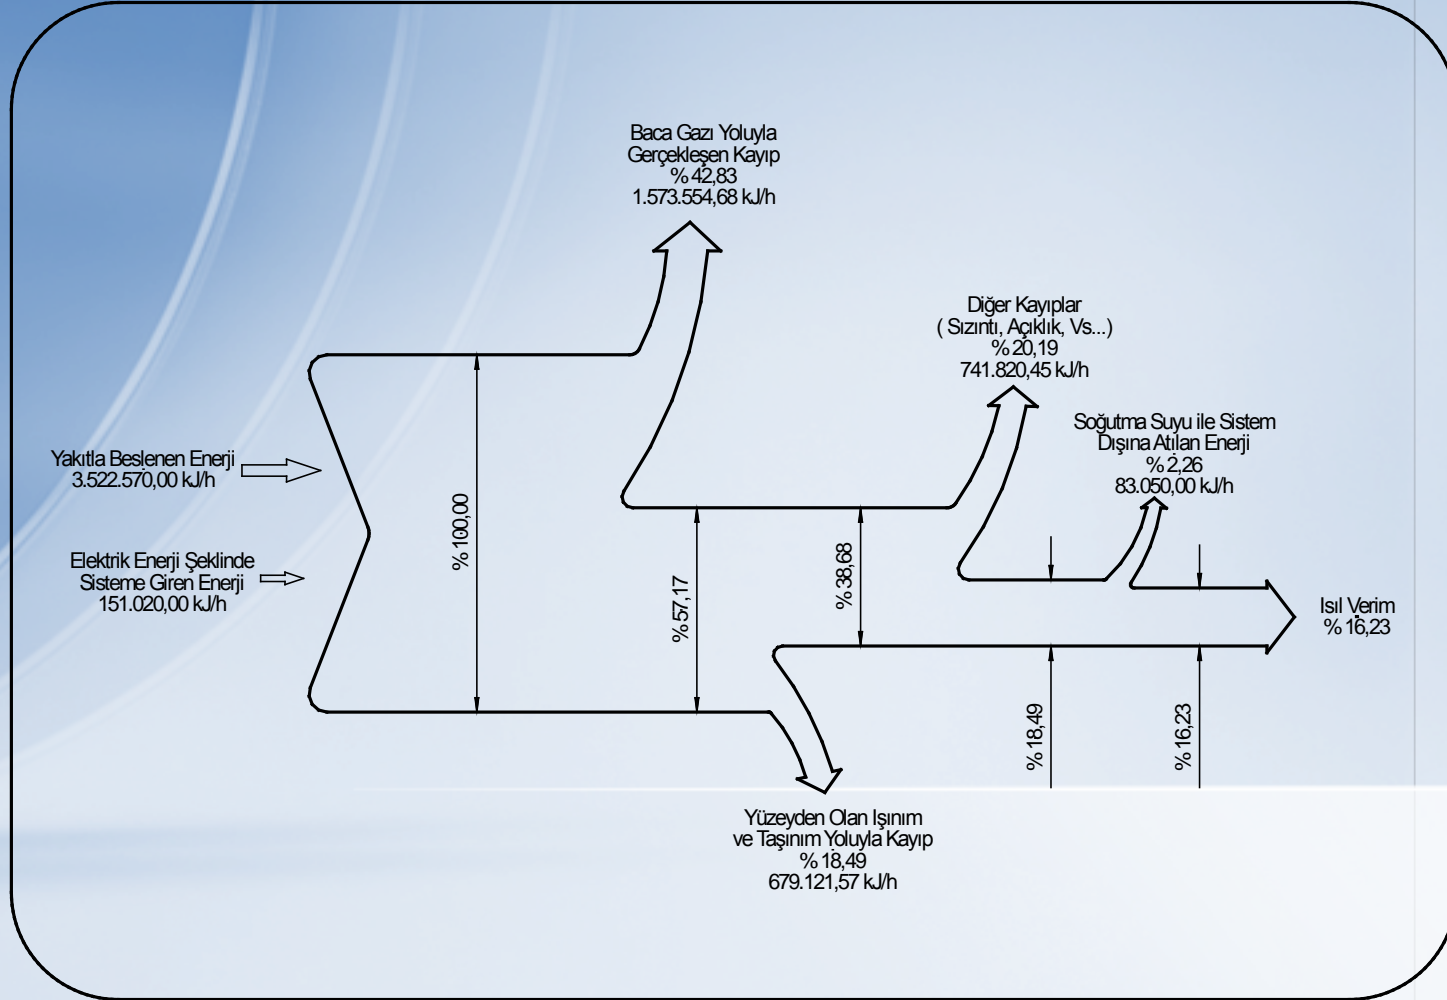 Baca Gazı Yoluyla
Gerçekleşen Kayıp
% 42,83
1.573.554,68 kJ/h
Diğer Kayıplar
( Sızıntı, Açıklık, Vs...)
% 20,19
741.820,45 kJ/h
Soğutma Suyu ile Sistem
Dışına Atılan Enerji
% 2,26
83.050,00 kJ/h
Yakıtla Beslenen Enerji
3.522.570,00 kJ/h
Elektrik Enerji Şeklinde
Sisteme Giren Enerji
151.020,00 kJ/h
% 100,00
% 57,17
% 38,68
% 18,49
% 16,23
Isıl Verim
% 16,23
Yüzeyden Olan Işınım
ve Taşınım Yoluyla Kayıp
% 18,49
679.121,57 kJ/h